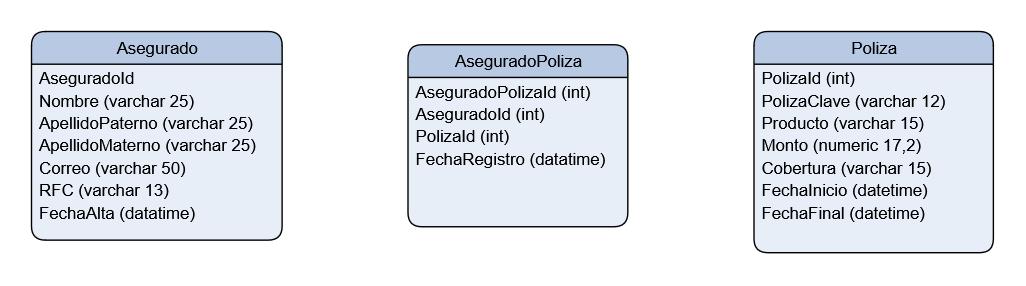 Asegurado
AseguradoId
Nombre (varchar 25)
ApellidoPaterno (varchar 25)
ApellidoMaterno (varchar 25)
Correo (varchar 50)
RFC (varchar 13)
FechaAlta (datatime)
AseguradoPoliza
AseguradoPolizaId (int)
AseguradoId (int)
PolizaId (int)
FechaRegistro (datatime)
Poliza
PolizaId (int)
PolizaClave (varchar 12)
Producto (varchar 15)
Monto (numeric 17,2)
Cobertura (varchar 15)
FechaInicio (datetime)
FechaFinal (datetime)